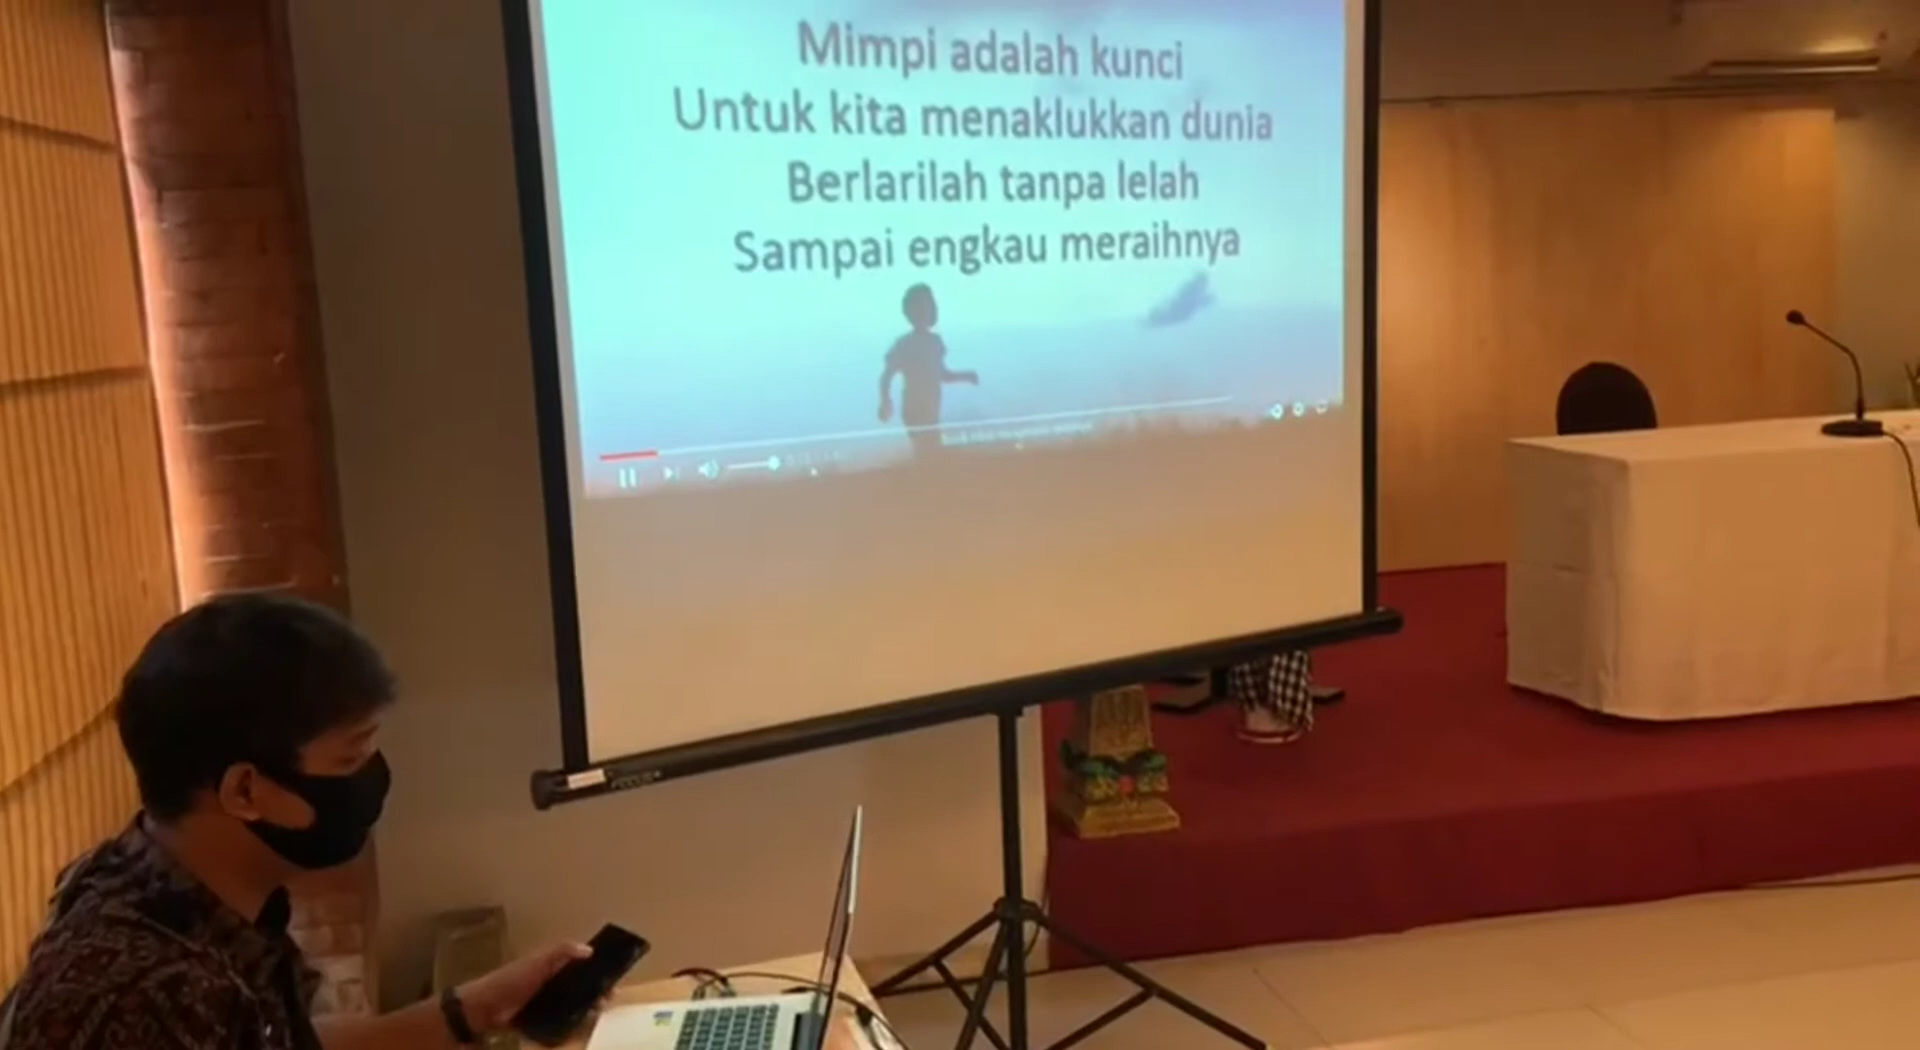 Mimpi adalah kunci
Untuk kita menaklukkan dunia
Berlarilah tanpa lelah
Sampai engkau meraihnya